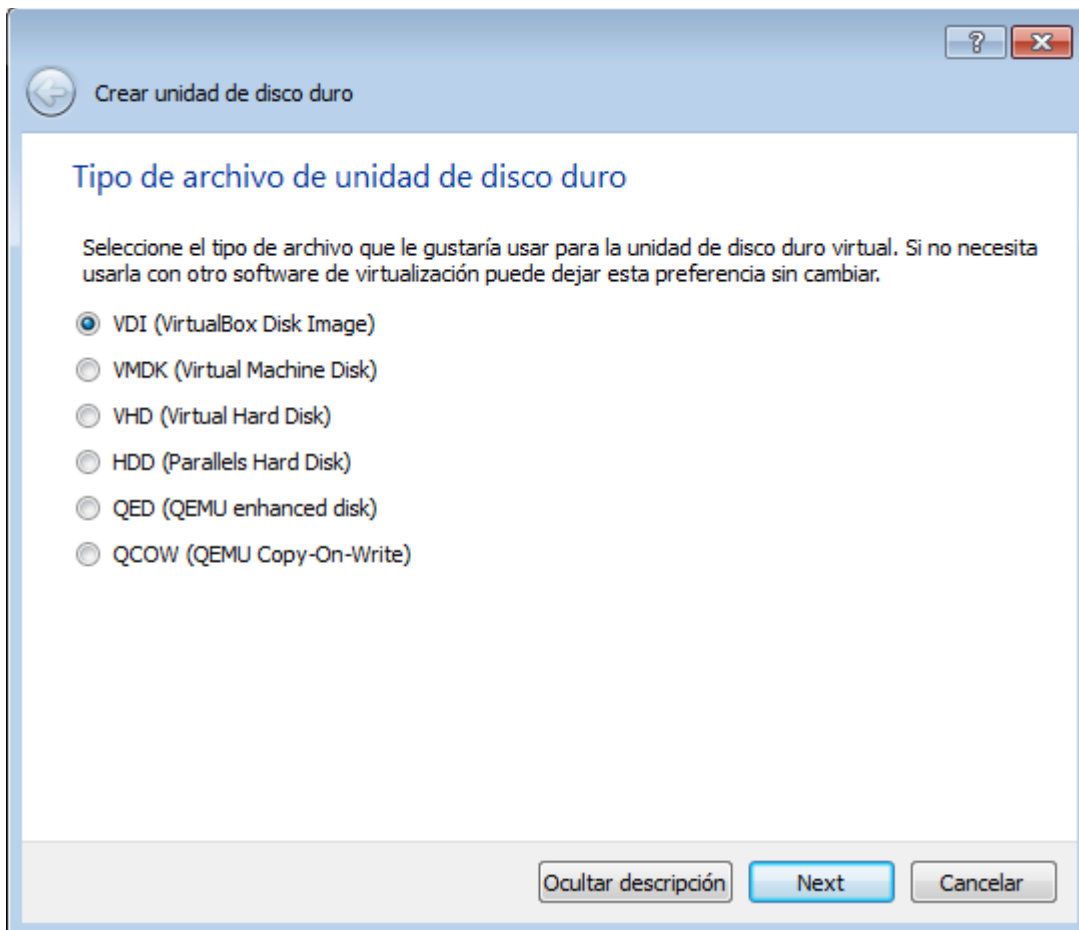 ?
Crear unidad de disco duro
Tipo de archivo de unidad de disco duro
Seleccione el tipo de archivo que le gustaría usar para la unidad de disco duro virtual. Si no necesita
usarla con otro software de virtualización puede dejar esta preferencia sin cambiar.
VDI (VirtualBox Disk Image)
VMDK (Virtual Machine Disk)
VHD (Virtual Hard Disk)
HDD (Parallels Hard Disk)
QED (QEMU enhanced disk)
QCOW (QEMU Copy-On-Write)
Ocultar descripción Next Cancelar